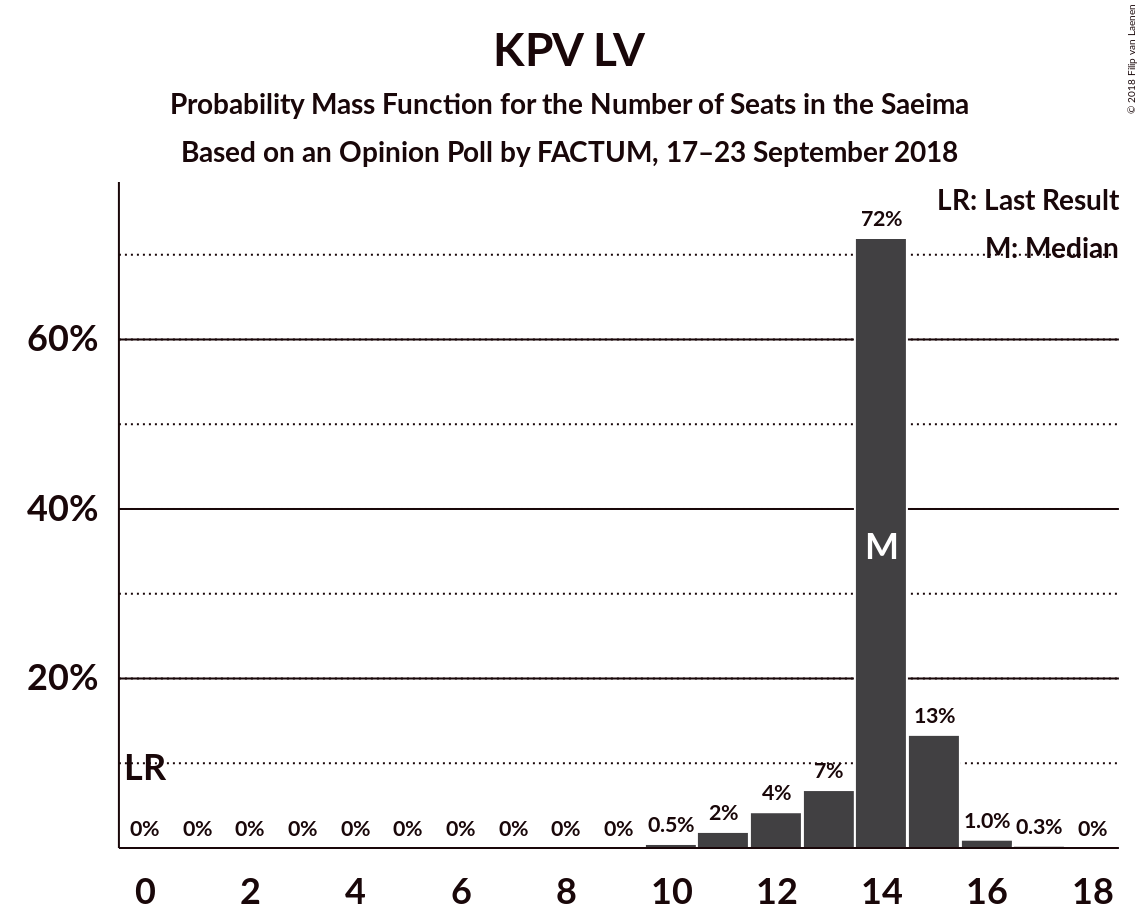 KPV LV
Probability Mass Function for the Number of Seats in the Saeima
Based on an Opinion Poll by FACTUM, 17–23 September 2018
© 2018 Filip van Laenen
LR: Last Result
M: Median
72%
60%
40%
M
20%
13%
LR
7%
4%
2%
0% 0% 0% 0% 0% 0% 0% 0% 0% 0% 0.5% 1.0% 0.3% 0%
0 2 4 6 8 10 12 14 16 18